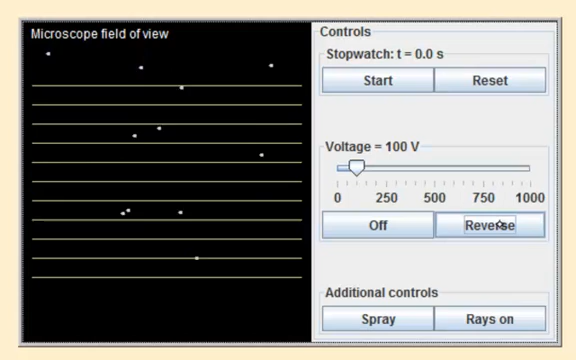 Microscope field of view
Controls
Stopwatch: t = 0.0 s
Start Reset
Voltage = 100 V
0 250 500 750 1000
Off Reverse
Additional controls
Spray Rays on